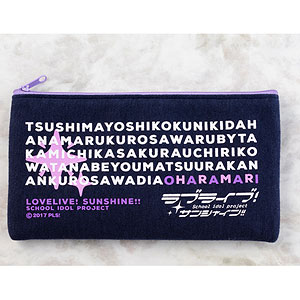 TSUSHIMAYOSHIKOKUNIKIDAH
ANAMARUKUROSAWARUBYTA
KAMICHIKASAKURAUCHIRIKO
WATANABEYOUMATSUURAKAN
ANKUROSAWADIAOHARAMARI
LOVELIVE! SUNSHINE!!
SCHOOL IDOL PROJECT
©2017 PLS!
ラブライブ!
School idol project
サンシャイン!!